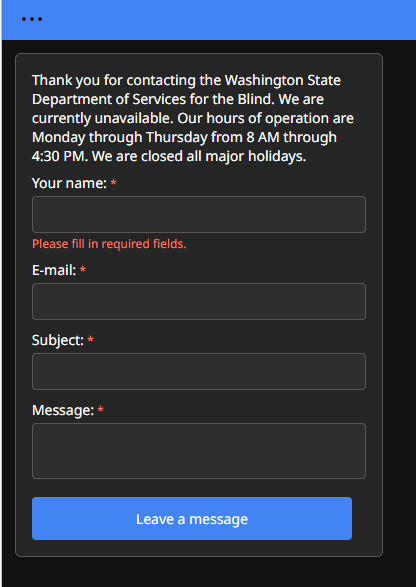 Thank you for contacting the Washington State
Department of Services for the Blind. We are
currently unavailable. Our hours of operation are
Monday through Thursday from 8 AM through
4:30 PM. We are closed all major holidays.
Your name: *
Please fill in required fields.
E-mail: *
Subject: *
Message: *
Leave a message